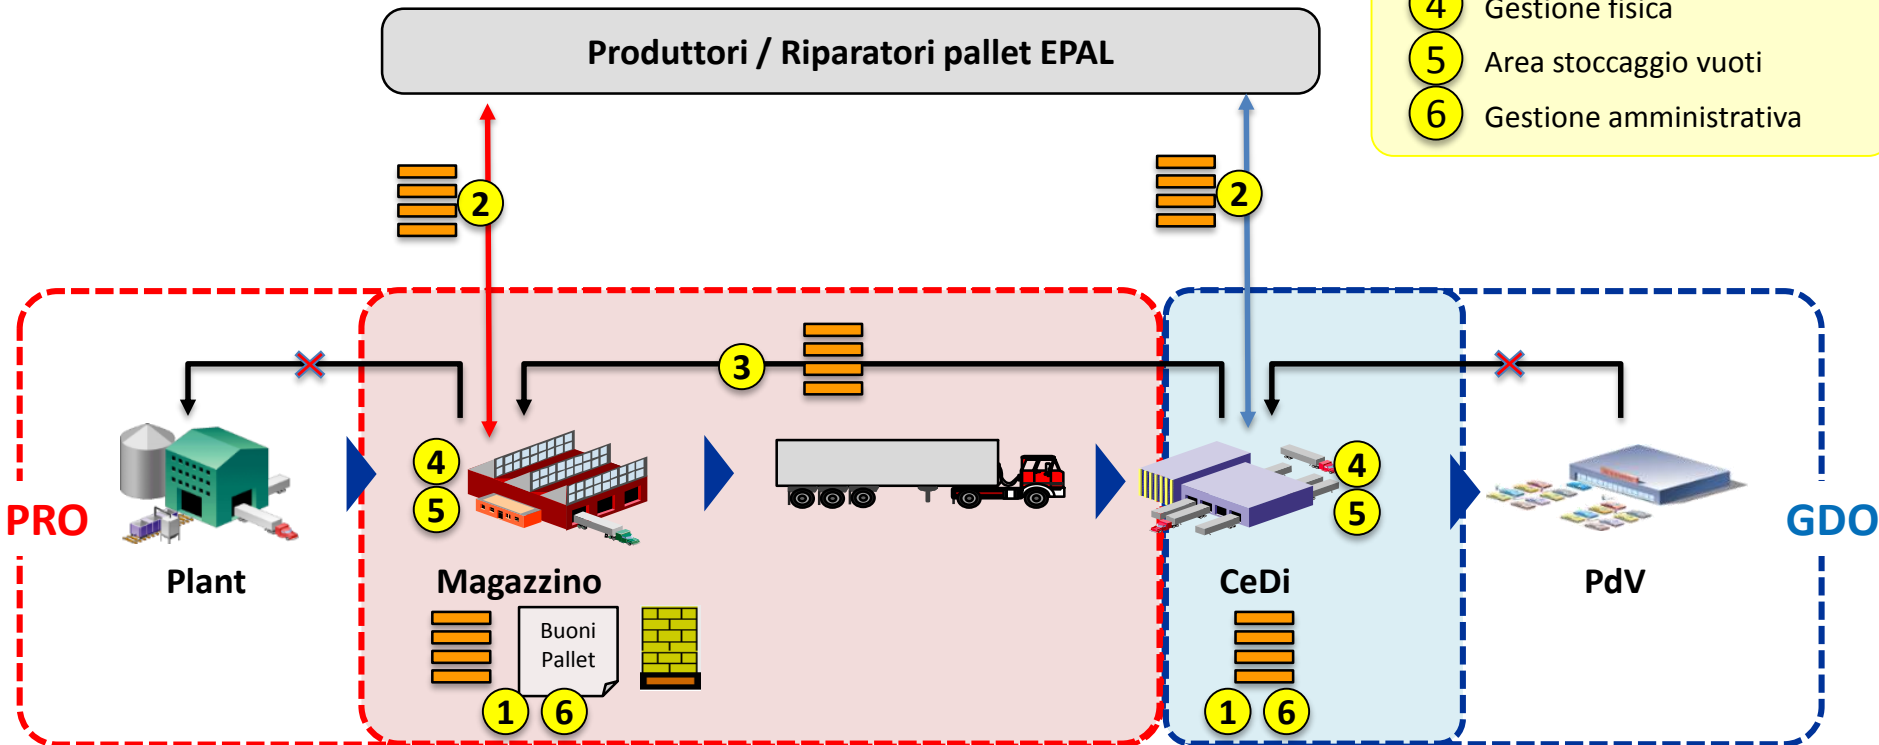 4 Gestione fisica
Produttori / Riparatori pallet EPAL
5 Area stoccaggio vuoti
6 Gestione amministrativa
2
2
3
4
4
5
5
PRO
GDO
Plant
Magazzino
CeDi
PdV
Buoni
Pallet
1 6
1 6